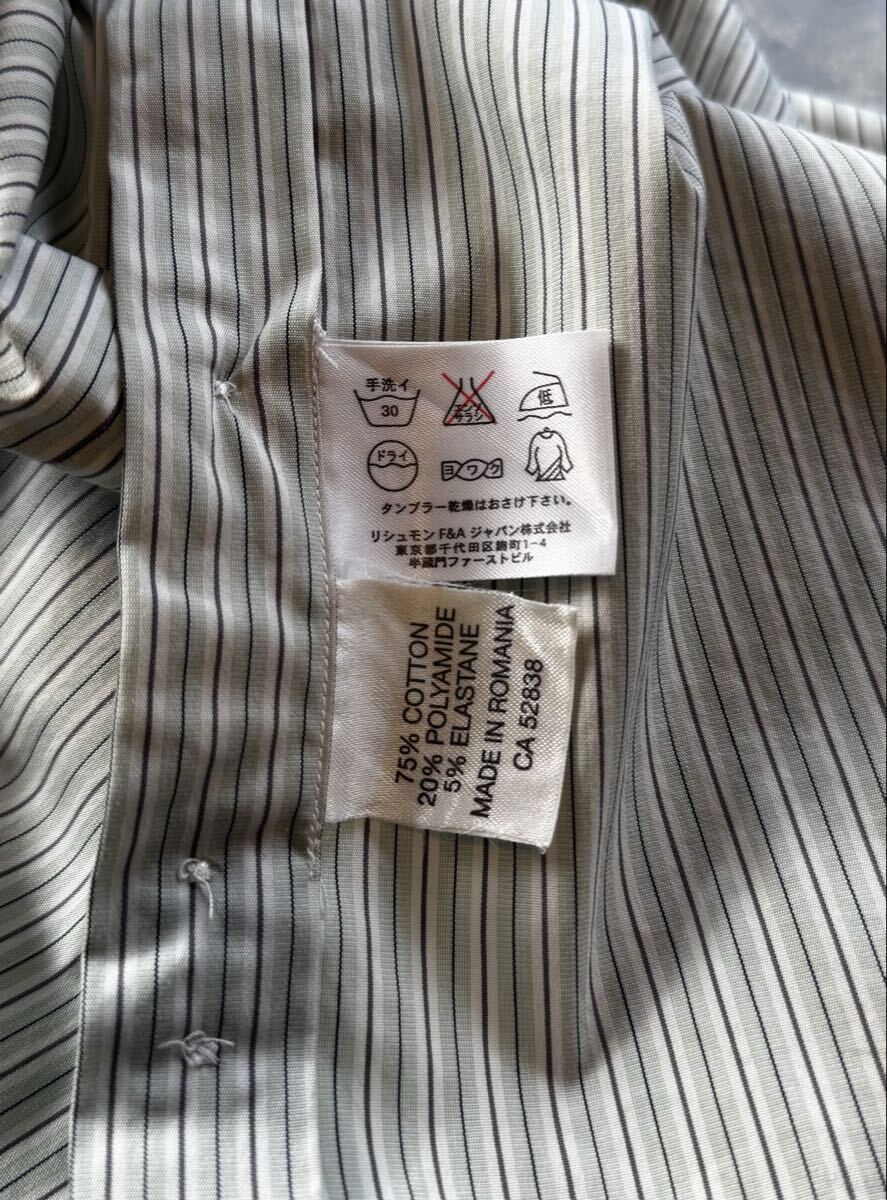 手洗イ
30
エンソ
サラシ
低
ドライ
ヨワク
タンブラー乾燥はおさけ下さい。
リシュモン F&A ジャパン株式会社
東京都千代田区麹町1-4
半蔵門ファーストビル
75% COTTON
20% POLYAMIDE
5% ELASTANE
MADE IN ROMANIA
CA 52838